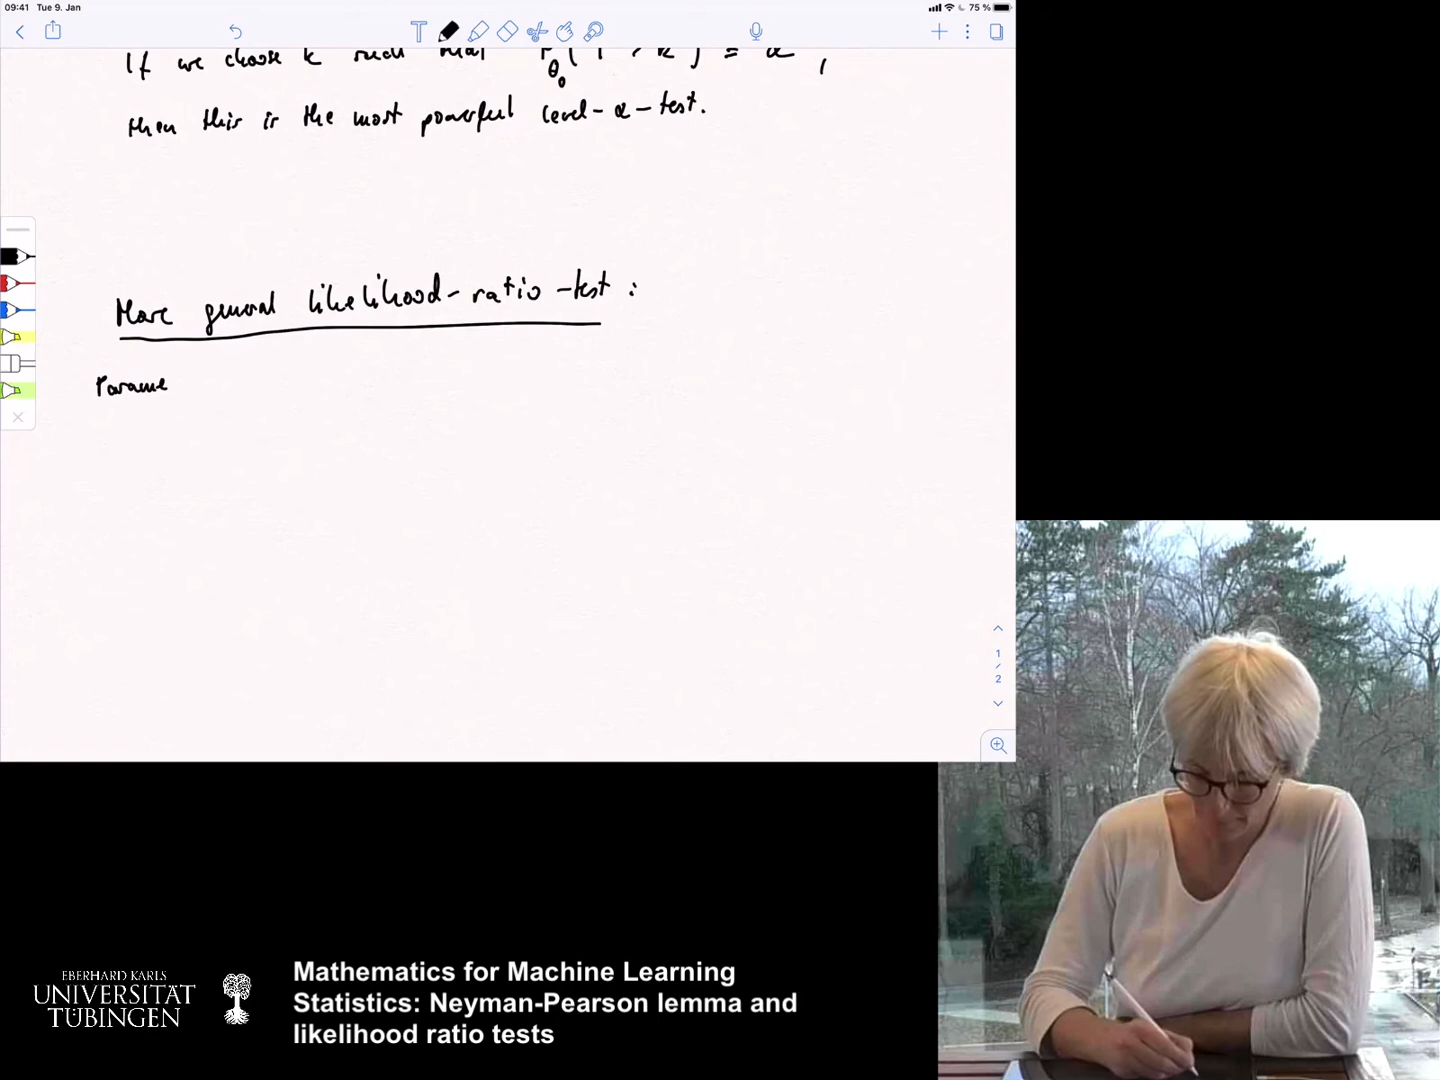 09:41 Tue 9. Jan
75 %
If we choose k such that P_θ₀ ( T > k ) = α ,
then this is the most powerful level-α-test.
More general likelihood-ratio-test :
Parame
1
/
2
EBERHARD KARLS
UNIVERSITÄT
TÜBINGEN
Mathematics for Machine Learning
Statistics: Neyman-Pearson lemma and
likelihood ratio tests